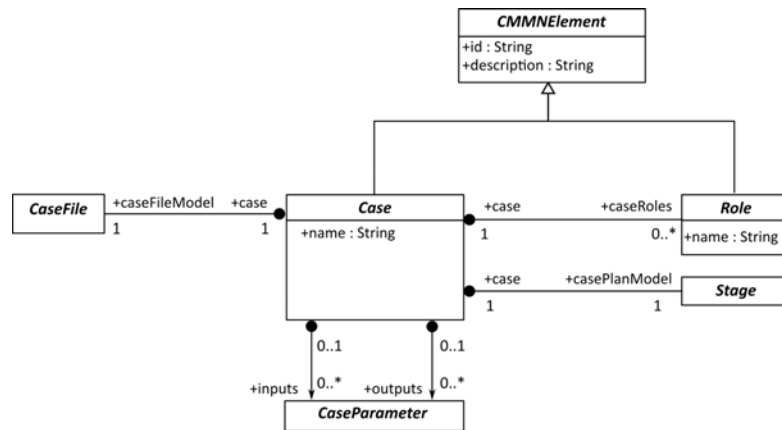 CMMNElement
+id : String
+description : String
CaseFile
+caseFileModel
+case
1
1
Case
+name : String
+case
+caseRoles
1
0..*
Role
+name : String
+case
+casePlanModel
1
1
Stage
0..1
0..1
0..*
0..*
+inputs
+outputs
CaseParameter